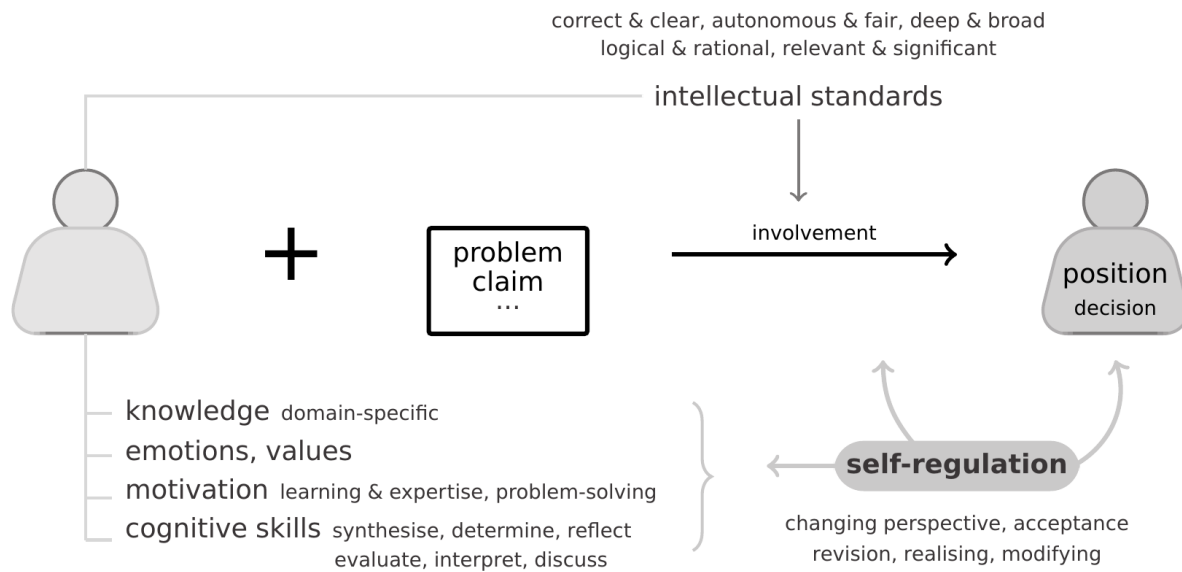 correct & clear, autonomous & fair, deep & broad
logical & rational, relevant & significant
intellectual standards
involvement
problem
claim
...
position
decision
knowledge domain-specific
emotions, values
motivation learning & expertise, problem-solving
cognitive skills synthesise, determine, reflect
evaluate, interpret, discuss
self-regulation
changing perspective, acceptance
revision, realising, modifying